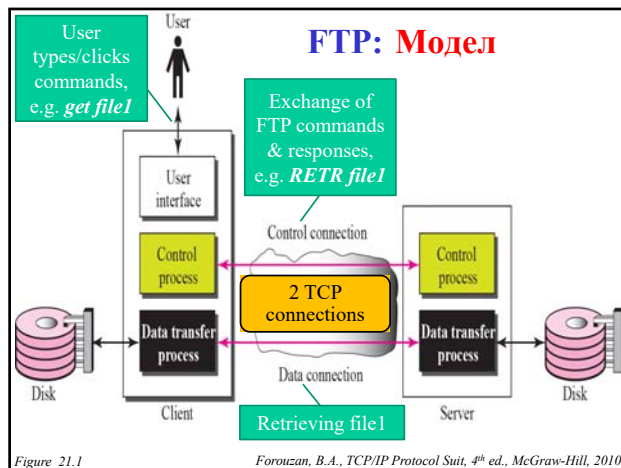 FTP: Модел
User
User
types/clicks
commands,
e.g. get file1
Exchange of
FTP commands
& responses,
e.g. RETR file1
User
interface
Control connection
Control
process
Control
process
2 TCP
connections
Data transfer
process
Data transfer
process
Disk
Disk
Data connection
Client
Server
Retrieving file1
Figure 21.1
Forouzan, B.A., TCP/IP Protocol Suit, 4th ed., McGraw-Hill, 2010